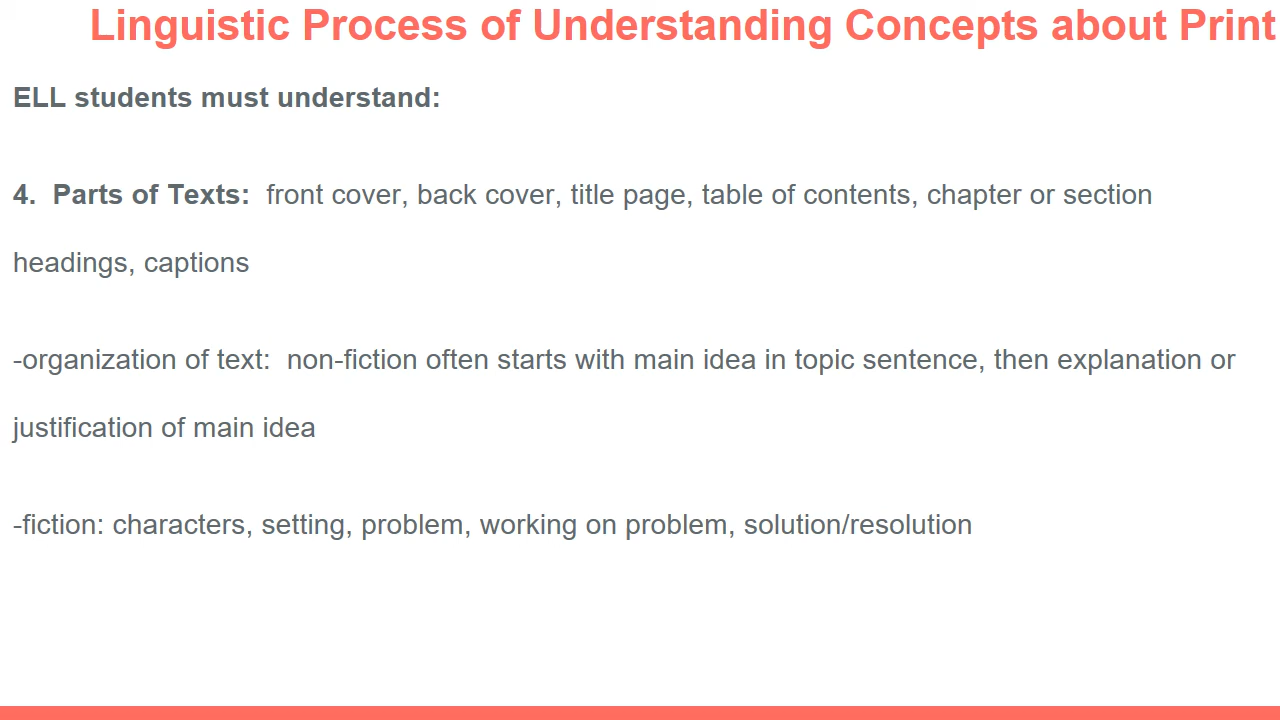 Linguistic Process of Understanding Concepts about Print
ELL students must understand:
4.  Parts of Texts:  front cover, back cover, title page, table of contents, chapter or section
headings, captions
-organization of text:  non-fiction often starts with main idea in topic sentence, then explanation or
justification of main idea
-fiction: characters, setting, problem, working on problem, solution/resolution